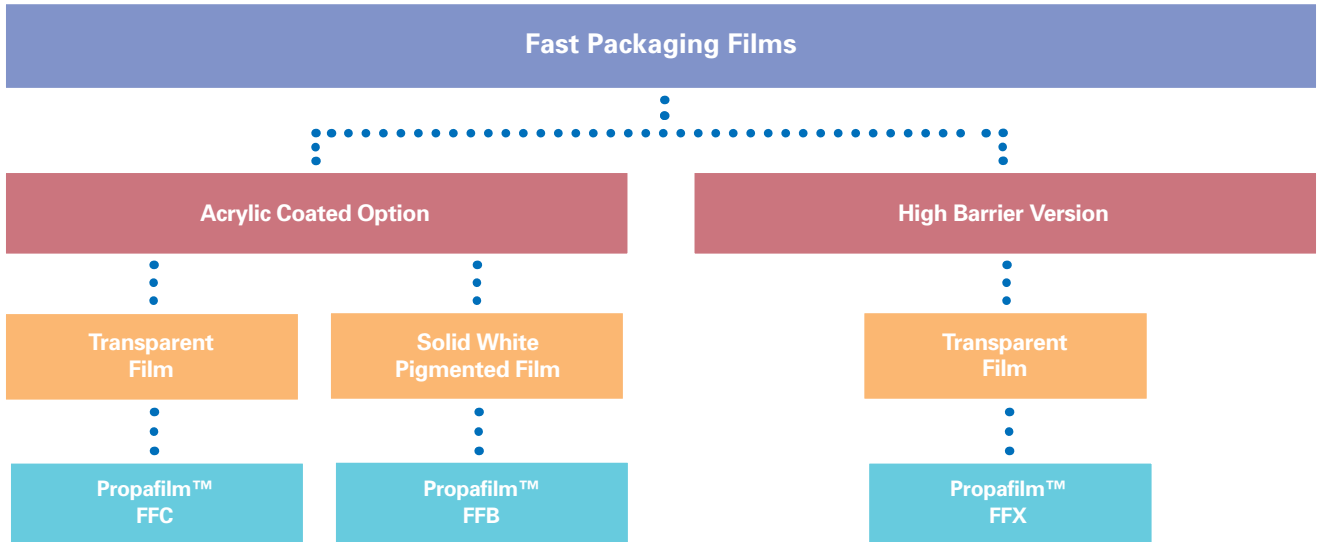 Fast Packaging Films
Acrylic Coated Option
High Barrier Version
Transparent
Film
Solid White
Pigmented Film
Transparent
Film
Propafilm™
FFC
Propafilm™
FFB
Propafilm™
FFX